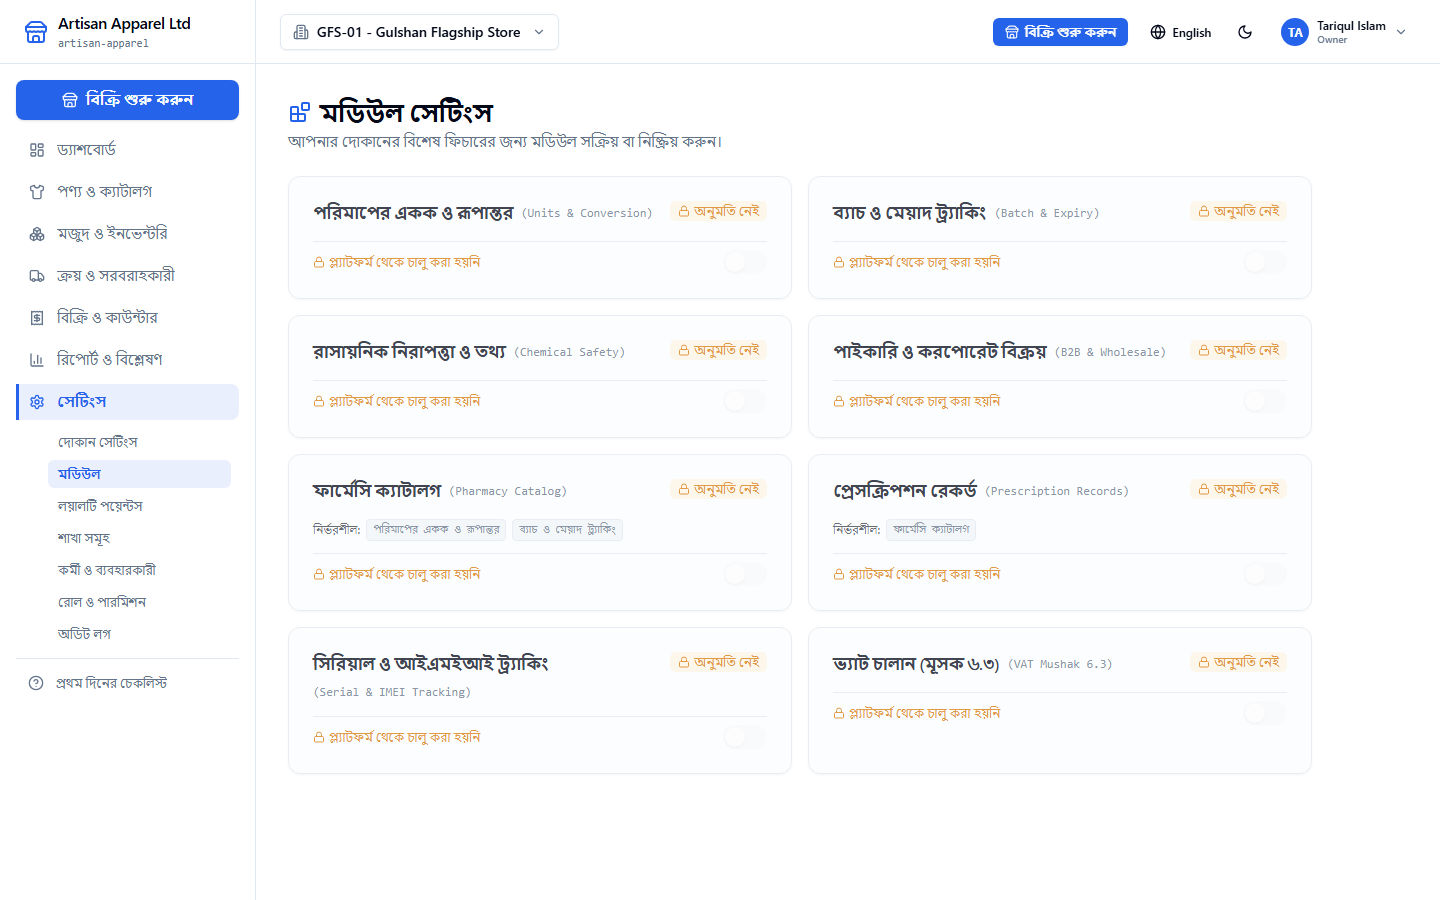 Artisan Apparel Ltd
artisan-apparel
GFS-01 - Gulshan Flagship Store
বিক্রি শুরু করুন
English
TA
Tariqul Islam
Owner
বিক্রি শুরু করুন
ড্যাশবোর্ড
পণ্য ও ক্যাটালগ
মজুদ ও ইনভেন্টরি
ক্রয় ও সরবরাহকারী
বিক্রি ও কাউন্টার
রিপোর্ট ও বিশ্লেষণ
সেটিংস
দোকান সেটিংস
মডিউল
লয়ালটি পয়েন্টস
শাখা সমূহ
কর্মী ও ব্যবহারকারী
রোল ও পারমিশন
অডিট লগ
প্রথম দিনের চেকলিস্ট
মডিউল সেটিংস
আপনার দোকানের বিশেষ ফিচারের জন্য মডিউল সক্রিয় বা নিষ্ক্রিয় করুন।
পরিমাপের একক ও রূপান্তর (Units & Conversion) অনুমতি নেই
প্ল্যাটফর্ম থেকে চালু করা হয়নি
ব্যাচ ও মেয়াদ ট্র্যাকিং (Batch & Expiry) অনুমতি নেই
প্ল্যাটফর্ম থেকে চালু করা হয়নি
রাসায়নিক নিরাপত্তা ও তথ্য (Chemical Safety) অনুমতি নেই
প্ল্যাটফর্ম থেকে চালু করা হয়নি
পাইকারি ও করপোরেট বিক্রয় (B2B & Wholesale) অনুমতি নেই
প্ল্যাটফর্ম থেকে চালু করা হয়নি
ফার্মেসি ক্যাটালগ (Pharmacy Catalog) অনুমতি নেই
নির্ভরশীল: পরিমাপের একক ও রূপান্তর ব্যাচ ও মেয়াদ ট্র্যাকিং
প্ল্যাটফর্ম থেকে চালু করা হয়নি
প্রেসক্রিপশন রেকর্ড (Prescription Records) অনুমতি নেই
নির্ভরশীল: ফার্মেসি ক্যাটালগ
প্ল্যাটফর্ম থেকে চালু করা হয়নি
সিরিয়াল ও আইএমইআই ট্র্যাকিং অনুমতি নেই
(Serial & IMEI Tracking)
প্ল্যাটফর্ম থেকে চালু করা হয়নি
ভ্যাট চালান (মূসক ৬.৩) (VAT Mushak 6.3) অনুমতি নেই
প্ল্যাটফর্ম থেকে চালু করা হয়নি